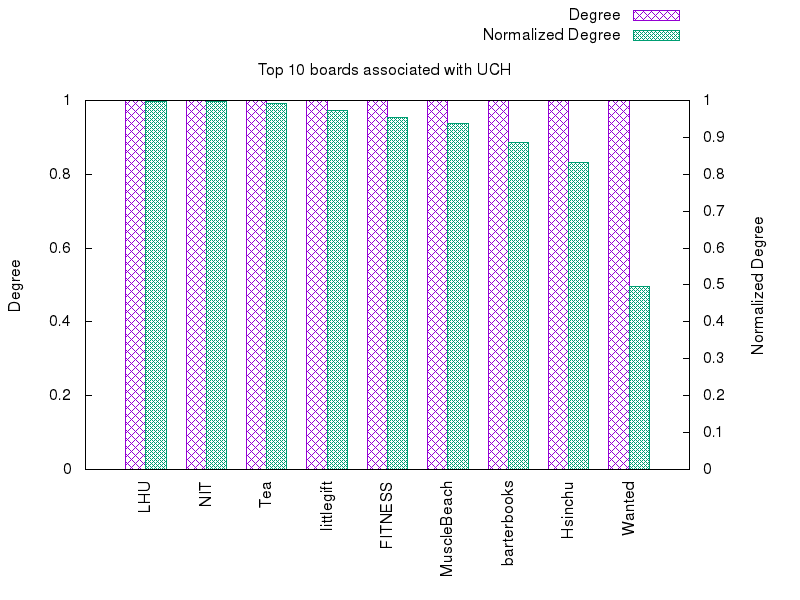 Degree
Normalized Degree
Top 10 boards associated with UCH
1
0.8
0.6
0.4
0.2
0
1
0.9
0.8
0.7
0.6
0.5
0.4
0.3
0.2
0.1
0
Degree
Normalized Degree
LHU
NIT
Tea
littlegift
FITNESS
MuscleBeach
barterbooks
Hsinchu
Wanted